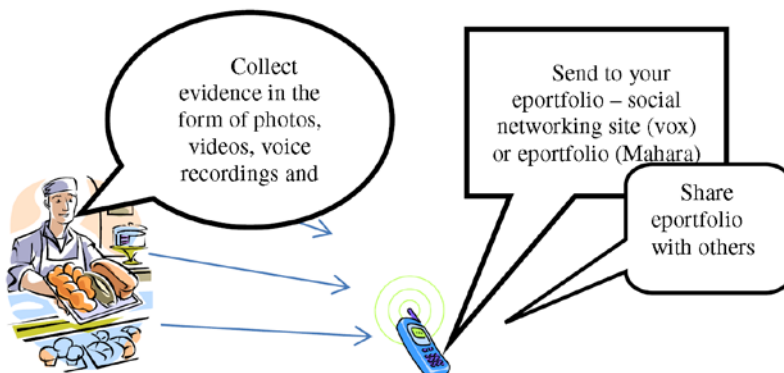 Collect
evidence in the
form of photos,
videos, voice
recordings and
Send to your
eportfolio – social
networking site (vox)
or eportfolio (Mahara)
Share
eportfolio
with others